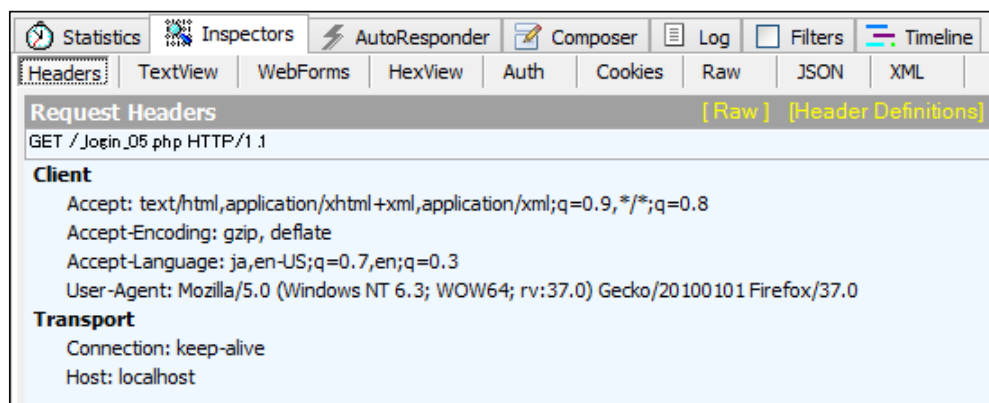 Statistics Inspectors AutoResponder Composer Log Filters Timeline
Headers TextView WebForms HexView Auth Cookies Raw JSON XML
Request Headers [ Raw ] [Header Definitions]
GET /_login_05.php HTTP/1.1
Client
Accept: text/html,application/xhtml+xml,application/xml;q=0.9,*/*;q=0.8
Accept-Encoding: gzip, deflate
Accept-Language: ja,en-US;q=0.7,en;q=0.3
User-Agent: Mozilla/5.0 (Windows NT 6.3; WOW64; rv:37.0) Gecko/20100101 Firefox/37.0
Transport
Connection: keep-alive
Host: localhost